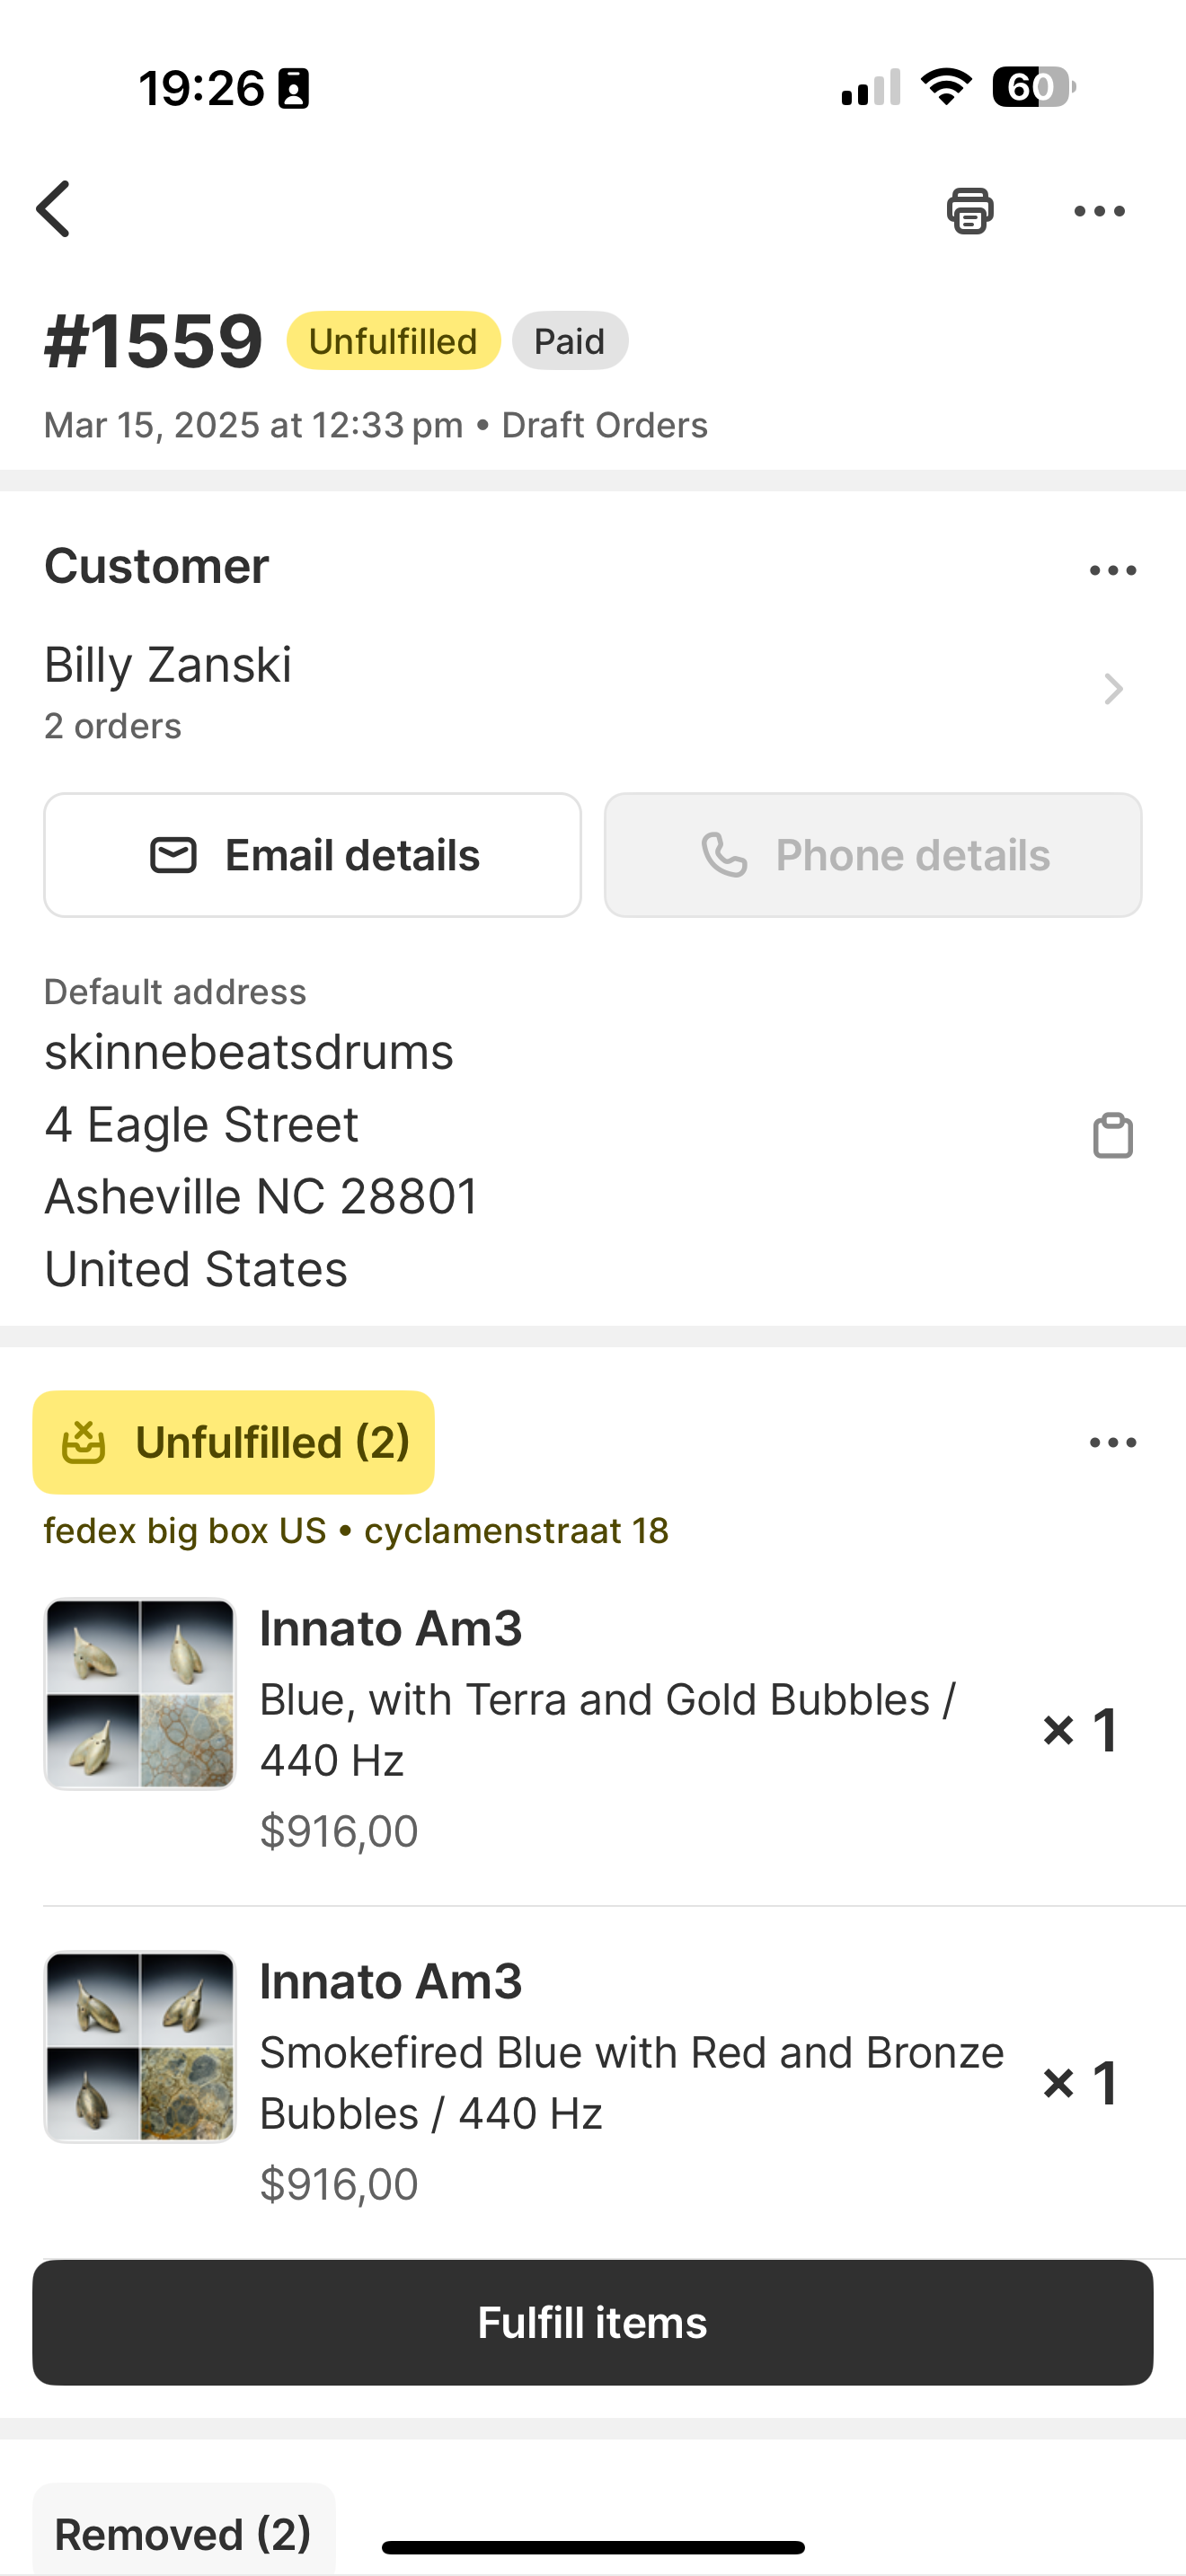 19:26
60
#1559 Unfulfilled Paid
Mar 15, 2025 at 12:33 pm • Draft Orders
Customer
Billy Zanski
2 orders
Email details
Phone details
Default address
skinnebeatsdrums
4 Eagle Street
Asheville NC 28801
United States
Unfulfilled (2)
fedex big box US • cyclamenstraat 18
Innato Am3
Blue, with Terra and Gold Bubbles /
440 Hz
× 1
$916,00
Innato Am3
Smokefired Blue with Red and Bronze
Bubbles / 440 Hz
× 1
$916,00
Fulfill items
Removed (2)